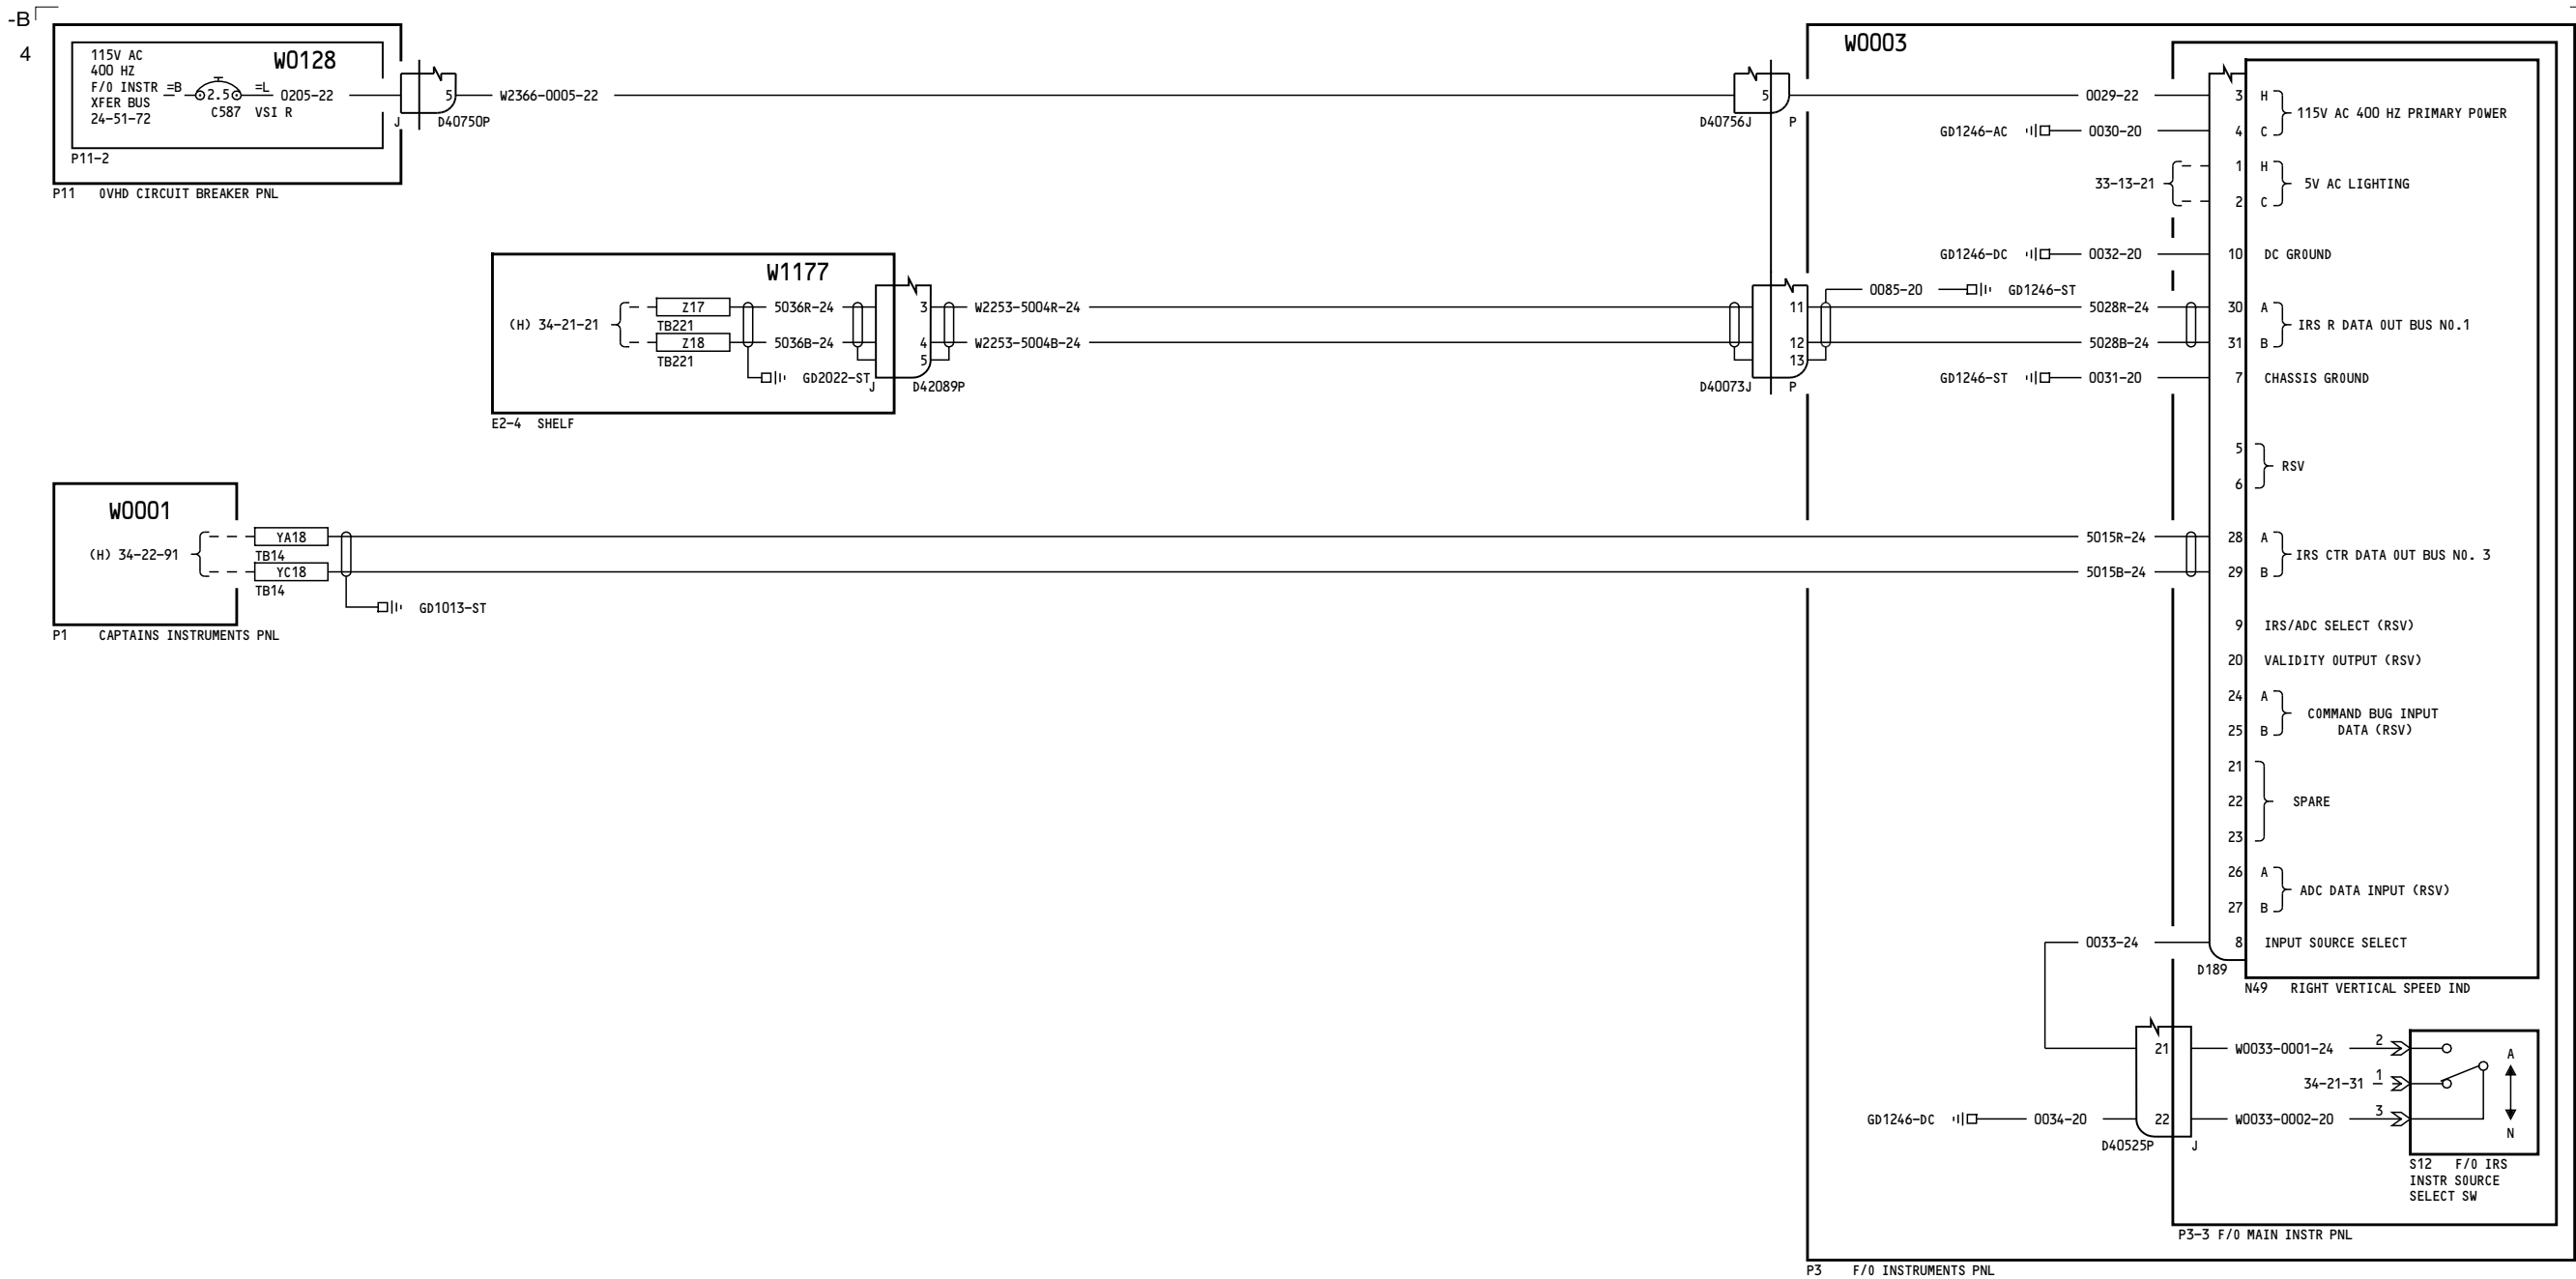 -B
4
115V AC
400 HZ
F/O INSTR
XFER BUS
24-51-72
=B
2.5
C587
=L
VSI R
W0128
0205-22
P11-2
P11 OVHD CIRCUIT BREAKER PNL
J
5
D40750P
W2366-0005-22
5
D40756J P
W0003
0029-22
3 H
115V AC 400 HZ PRIMARY POWER
GD1246-AC 0030-20
4 C
33-13-21
1 H
5V AC LIGHTING
2 C
GD1246-DC 0032-20
10 DC GROUND
W1177
(H) 34-21-21
Z17
TB221
Z18
TB221
5036R-24
5036B-24
GD2022-ST
3
4
5
J D42089P
E2-4 SHELF
W2253-5004R-24
W2253-5004B-24
11
12
13
D40073J P
0085-20 GD1246-ST
5028R-24
30 A
IRS R DATA OUT BUS NO.1
5028B-24
31 B
GD1246-ST 0031-20
7 CHASSIS GROUND
5
RSV
6
W0001
(H) 34-22-91
YA18
TB14
YC18
TB14
GD1013-ST
P1 CAPTAINS INSTRUMENTS PNL
5015R-24
28 A
IRS CTR DATA OUT BUS NO. 3
5015B-24
29 B
9 IRS/ADC SELECT (RSV)
20 VALIDITY OUTPUT (RSV)
24 A
COMMAND BUG INPUT
DATA (RSV)
25 B
21
22 SPARE
23
26 A
ADC DATA INPUT (RSV)
27 B
0033-24
8 INPUT SOURCE SELECT
D189
N49 RIGHT VERTICAL SPEED IND
21
W0033-0001-24 2
34-21-31 1
GD1246-DC 0034-20
22
W0033-0002-20 3
D40525P J
A
N
S12 F/O IRS
INSTR SOURCE
SELECT SW
P3-3 F/O MAIN INSTR PNL
P3 F/O INSTRUMENTS PNL